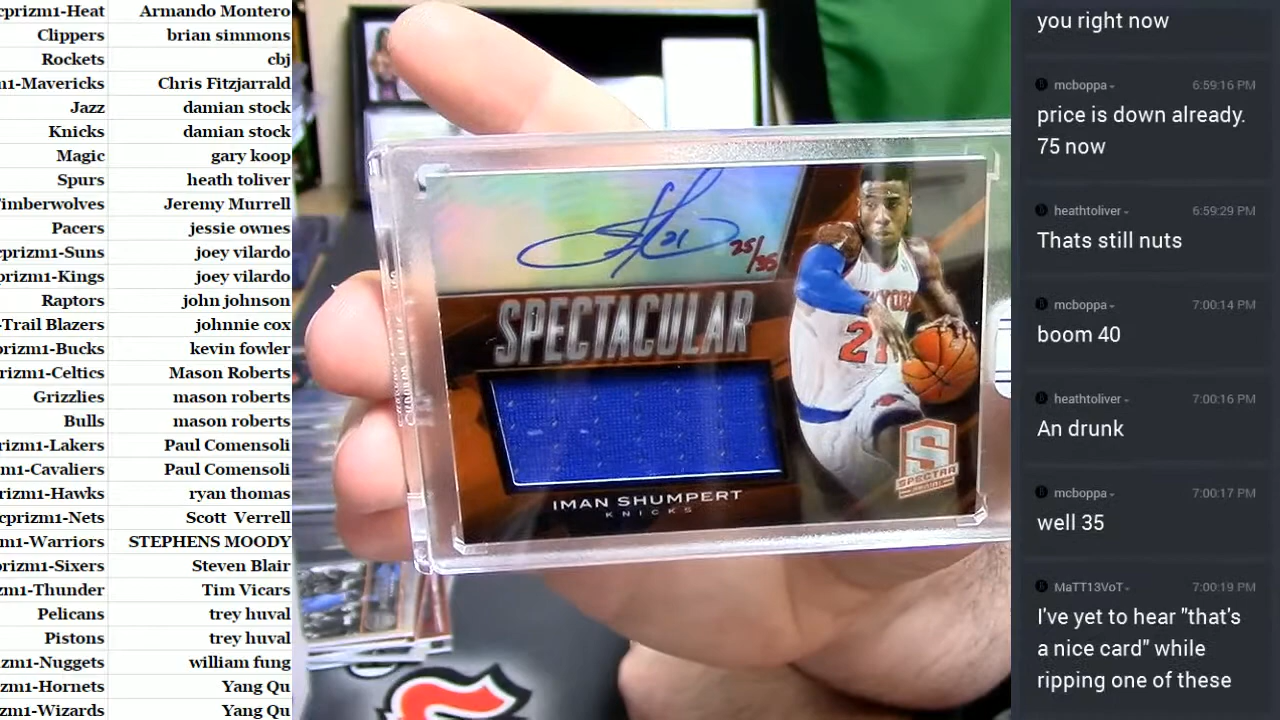 cprizm1-Heat Armando Montero
Clippers brian simmons
Rockets cbj
n1-Mavericks Chris Fitzjarrald
Jazz damian stock
Knicks damian stock
Magic gary koop
Spurs heath toliver
Timberwolves Jeremy Murrell
Pacers jessie ownes
cprizm1-Suns joey vilardo
prizm1-Kings joey vilardo
Raptors john johnson
-Trail Blazers johnnie cox
orizm1-Bucks kevin fowler
rizm1-Celtics Mason Roberts
Grizzlies mason roberts
Bulls mason roberts
prizm1-Lakers Paul Comensoli
m1-Cavaliers Paul Comensoli
rizm1-Hawks ryan thomas
cprizm1-Nets Scott Verrell
m1-Warriors STEPHENS MOODY
orizm1-Sixers Steven Blair
zm1-Thunder Tim Vicars
Pelicans trey huval
Pistons trey huval
zm1-Nuggets william fung
zm1-Hornets Yang Qu
zm1-Wizards Yang Qu
21
25/
/35
SPECTACULAR
IMAN SHUMPERT
KNICKS
NEW YORK
21
S
SPECTRA
you right now
mcboppa 6:59:16 PM
price is down already.
75 now
heathtoliver 6:59:29 PM
Thats still nuts
mcboppa 7:00:14 PM
boom 40
heathtoliver 7:00:16 PM
An drunk
mcboppa 7:00:17 PM
well 35
MaTT13VoT 7:00:19 PM
I've yet to hear "that's
a nice card" while
ripping one of these